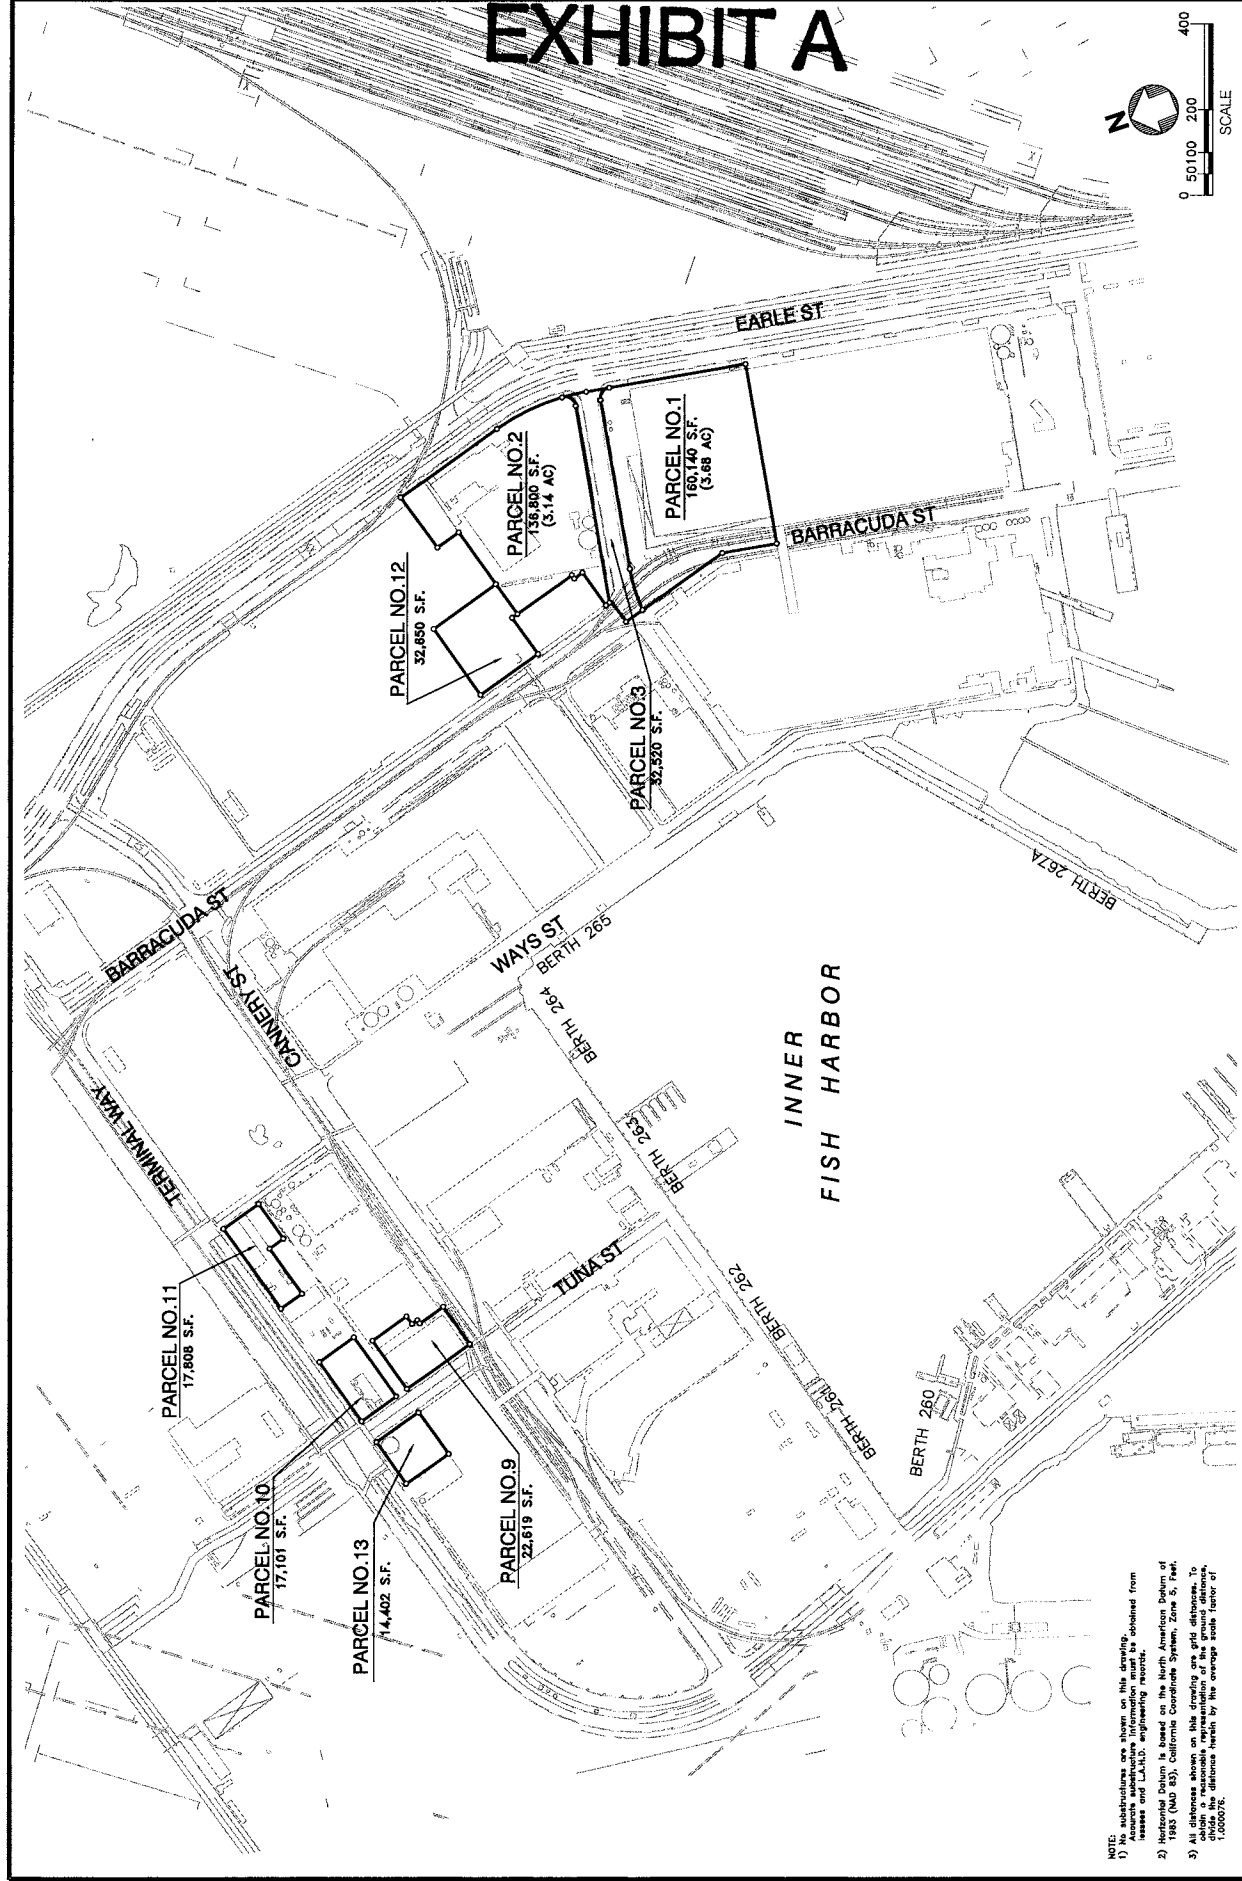 EXHIBIT A
N
0 50 100 200 400
SCALE
EARLE ST
PARCEL NO.1
160,140 S.F.
(3.68 AC)
PARCEL NO.2
136,800 S.F.
(3.14 AC)
BARRACUDA ST
PARCEL NO.12
32,650 S.F.
PARCEL NO.3
32,520 S.F.
BARRACUDA ST
CANNERY ST
TERMINAL WAY
WAYS ST
BERTH 265
BERTH 264
BERTH 263
BERTH 262
BERTH 261
BERTH 260
BERTH 267A
INNER
FISH HARBOR
TUNA ST
PARCEL NO.11
17,808 S.F.
PARCEL NO.10
17,101 S.F.
PARCEL NO.13
14,402 S.F.
PARCEL NO.9
22,619 S.F.
NOTE:
1) No substructures are shown on this drawing.
Accurate substructure information must be obtained from
lessees and L.A.H.D. engineering records.
2) Horizontal Datum is based on the North American Datum of
1983 (NAD 83), California Coordinate System, Zone 5, Feet.
3) All distances shown on this drawing are grid distances. To
obtain a reasonable representation of the ground distance,
divide the distance herein by the average scale factor of
1.000076.